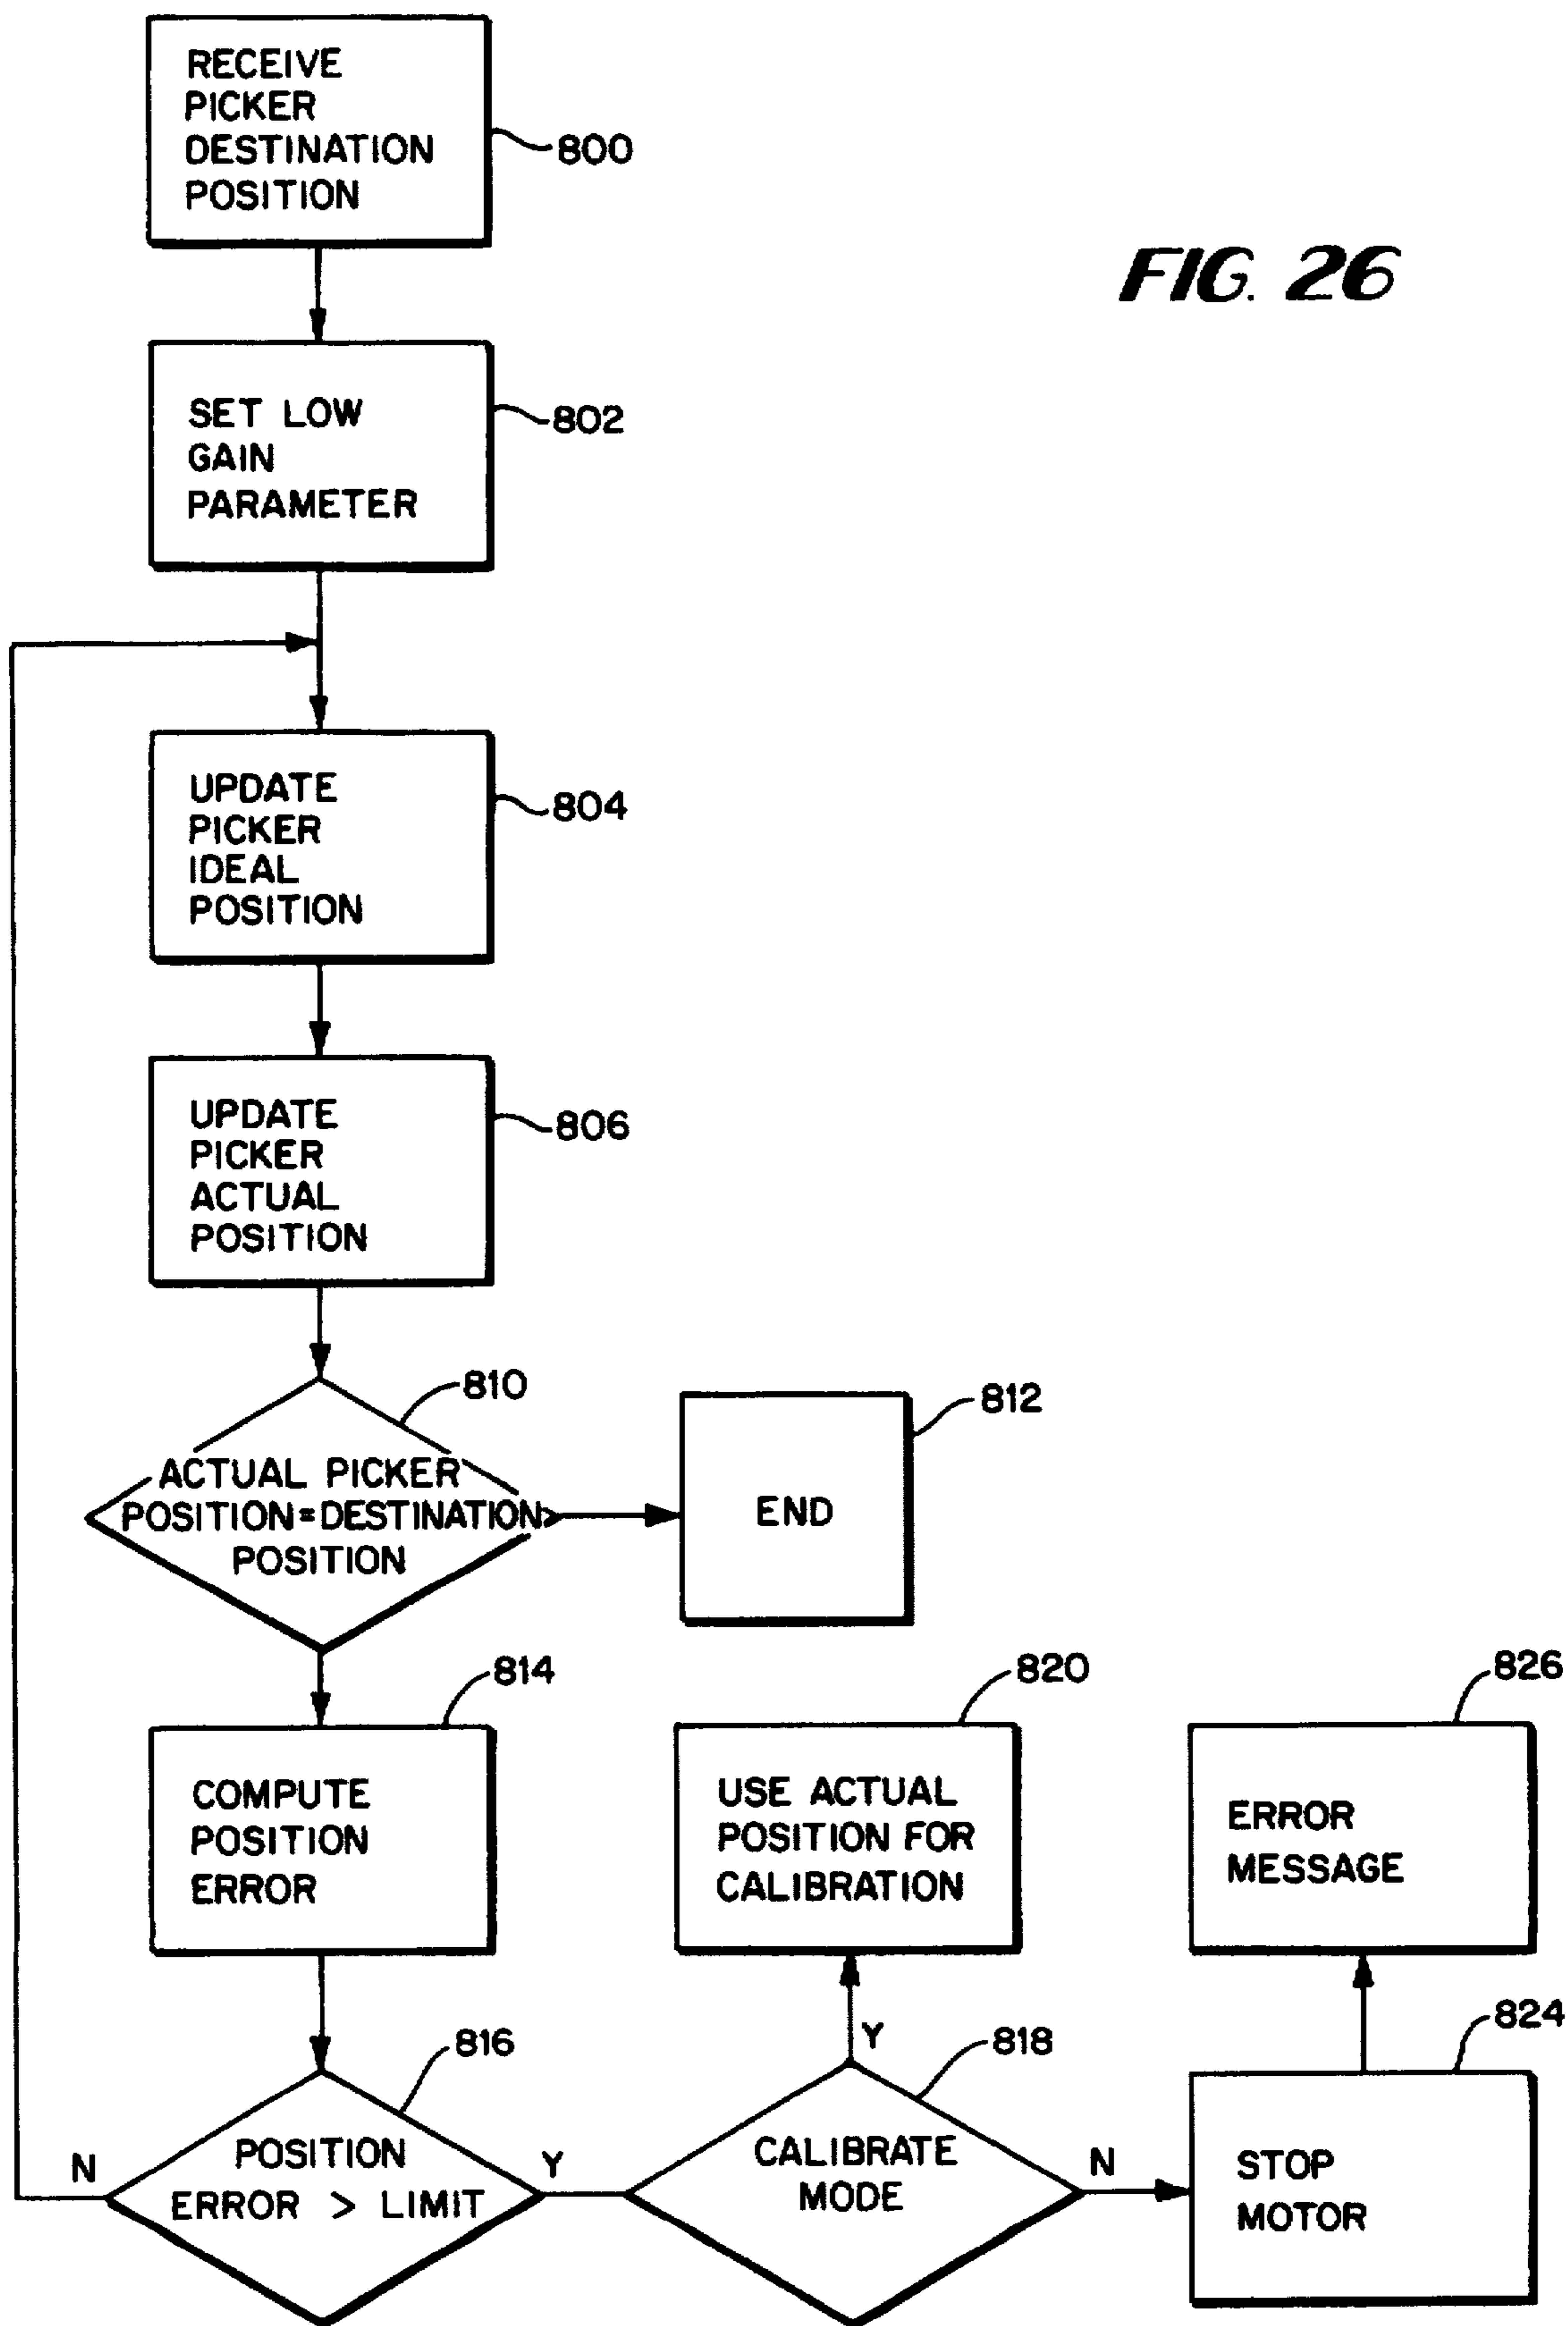 RECEIVE
PICKER
DESTINATION
POSITION
800
FIG. 26
SET LOW
GAIN
PARAMETER
802
UPDATE
PICKER
IDEAL
POSITION
804
UPDATE
PICKER
ACTUAL
POSITION
806
810
ACTUAL PICKER
POSITION=DESTINATION
POSITION
812
END
814
COMPUTE
POSITION
ERROR
820
USE ACTUAL
POSITION FOR
CALIBRATION
826
ERROR
MESSAGE
816
N
POSITION
ERROR > LIMIT
Y
Y
818
CALIBRATE
MODE
N
824
STOP
MOTOR